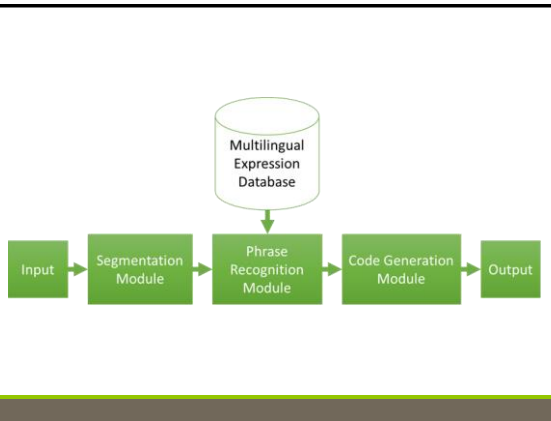 Multilingual
Expression
Database
Input
Segmentation
Module
Phrase
Recognition
Module
Code Generation
Module
Output